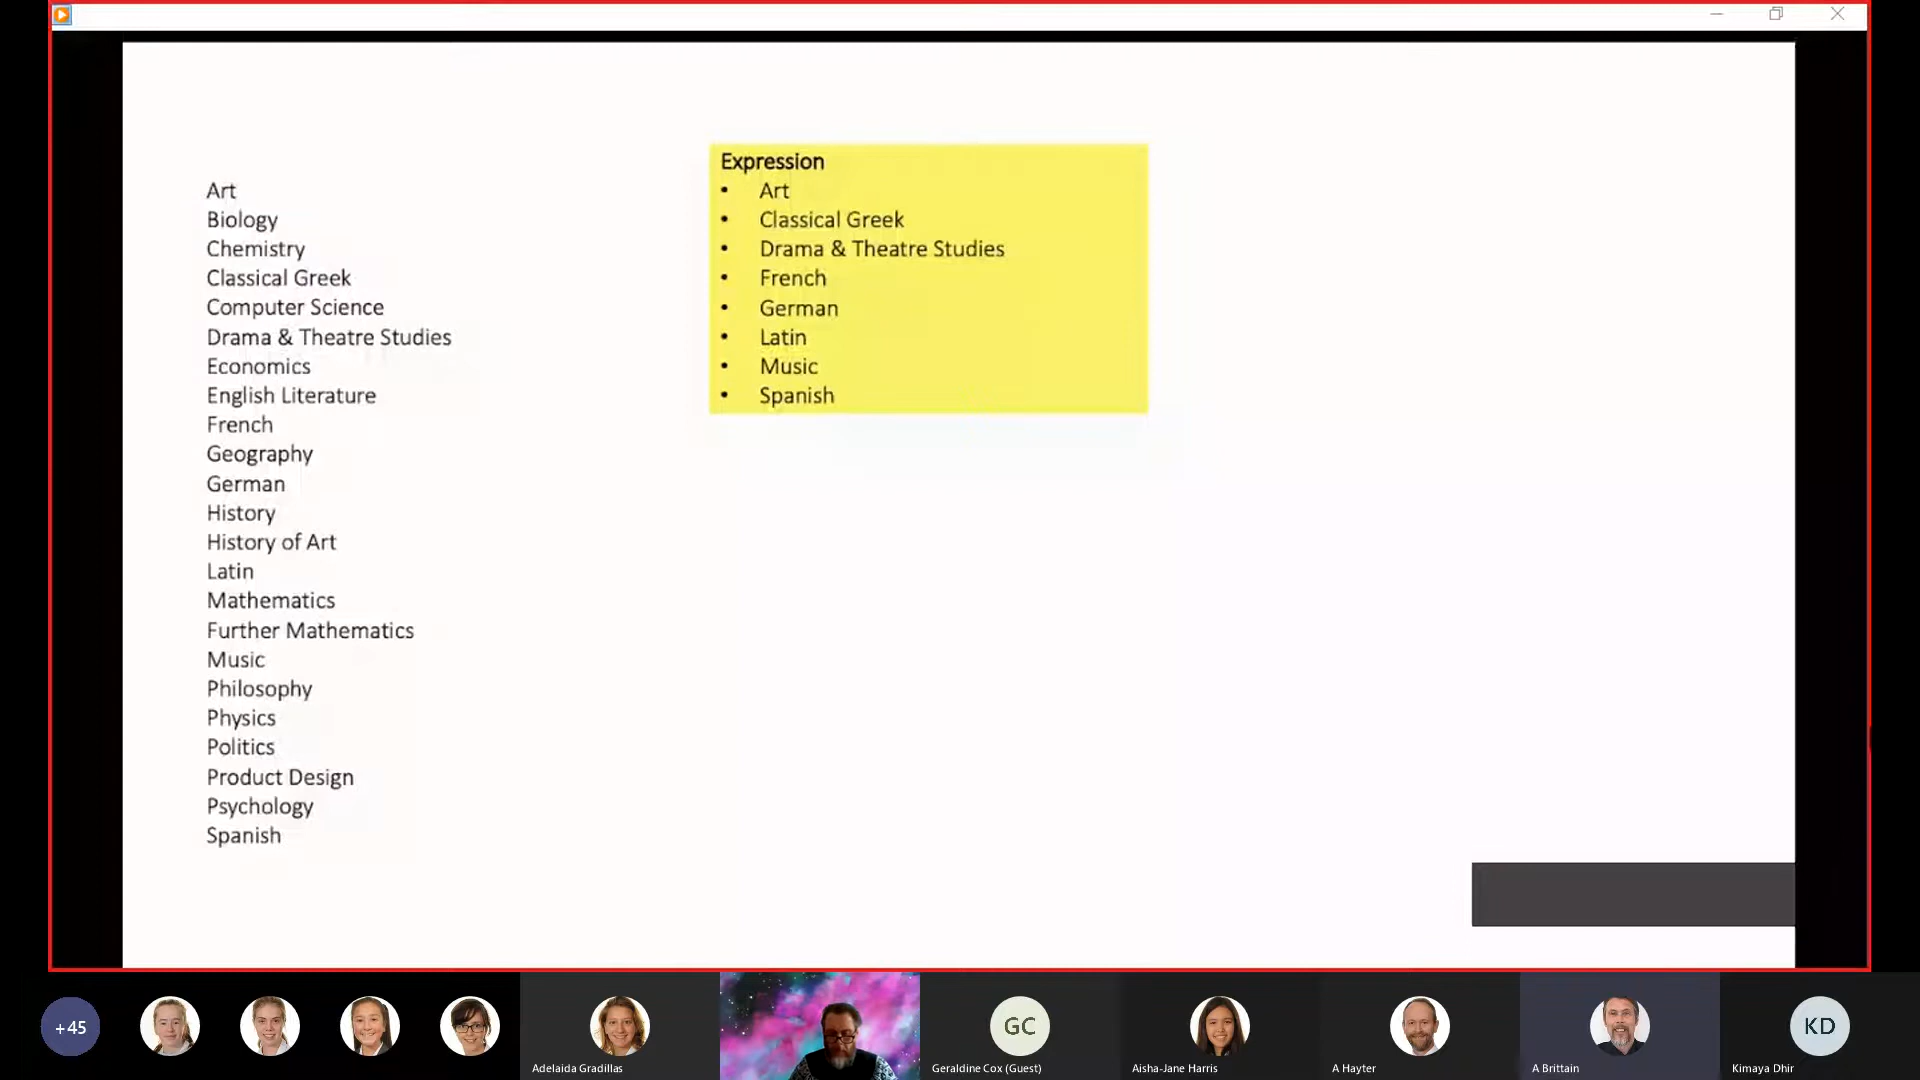 Art
Biology
Chemistry
Classical Greek
Computer Science
Drama & Theatre Studies
Economics
English Literature
French
Geography
German
History
History of Art
Latin
Mathematics
Further Mathematics
Music
Philosophy
Physics
Politics
Product Design
Psychology
Spanish
Expression
• Art
• Classical Greek
• Drama & Theatre Studies
• French
• German
• Latin
• Music
• Spanish
+45
Adelaida Gradillas
GC
Geraldine Cox (Guest)
Aisha-Jane Harris
A Hayter
A Brittain
KD
Kimaya Dhir